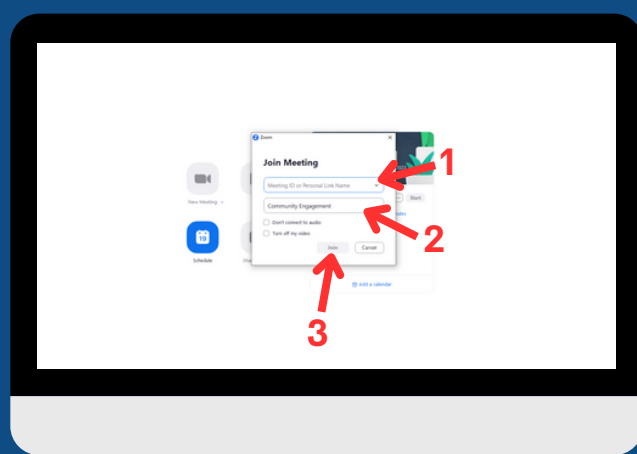 Zoom
Join Meeting
1
Meeting ID or Personal Link Name
New Meeting
Start
Community Engagement
2
Don't connect to audio
Turn off my video
19
Join
Cancel
Schedule
Add a calendar
3